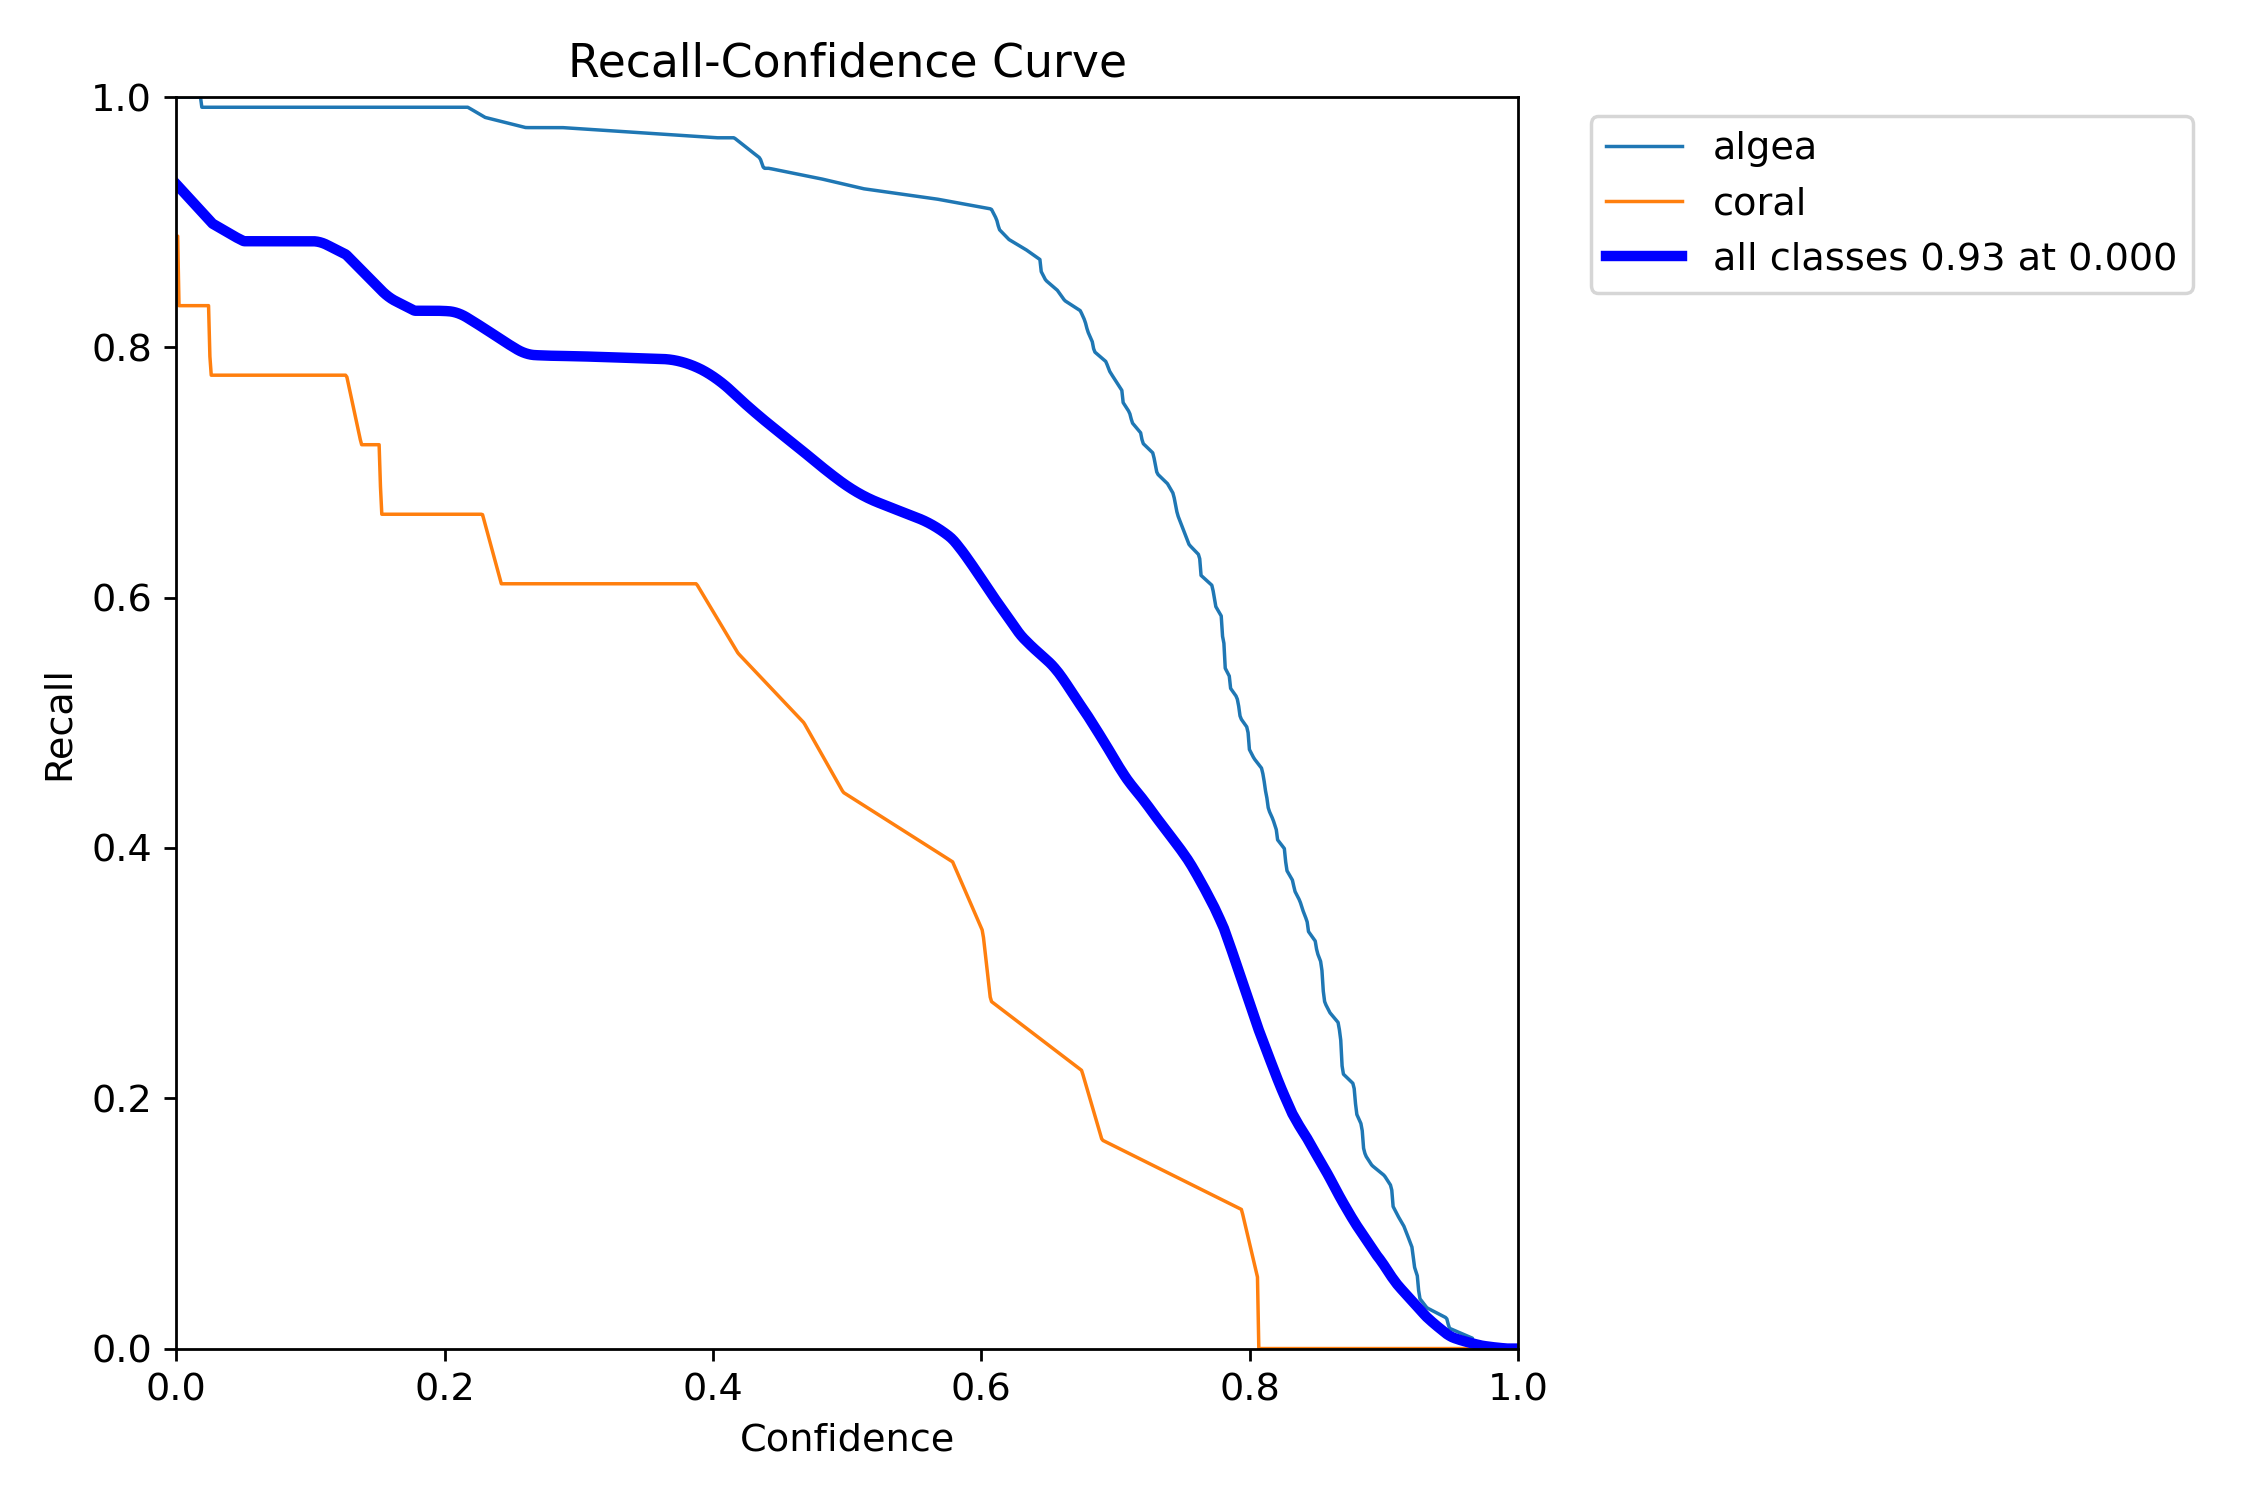 Recall-Confidence Curve
1.0
0.8
0.6
0.4
0.2
0.0
Recall
0.0 0.2 0.4 0.6 0.8 1.0
Confidence
algea
coral
all classes 0.93 at 0.000